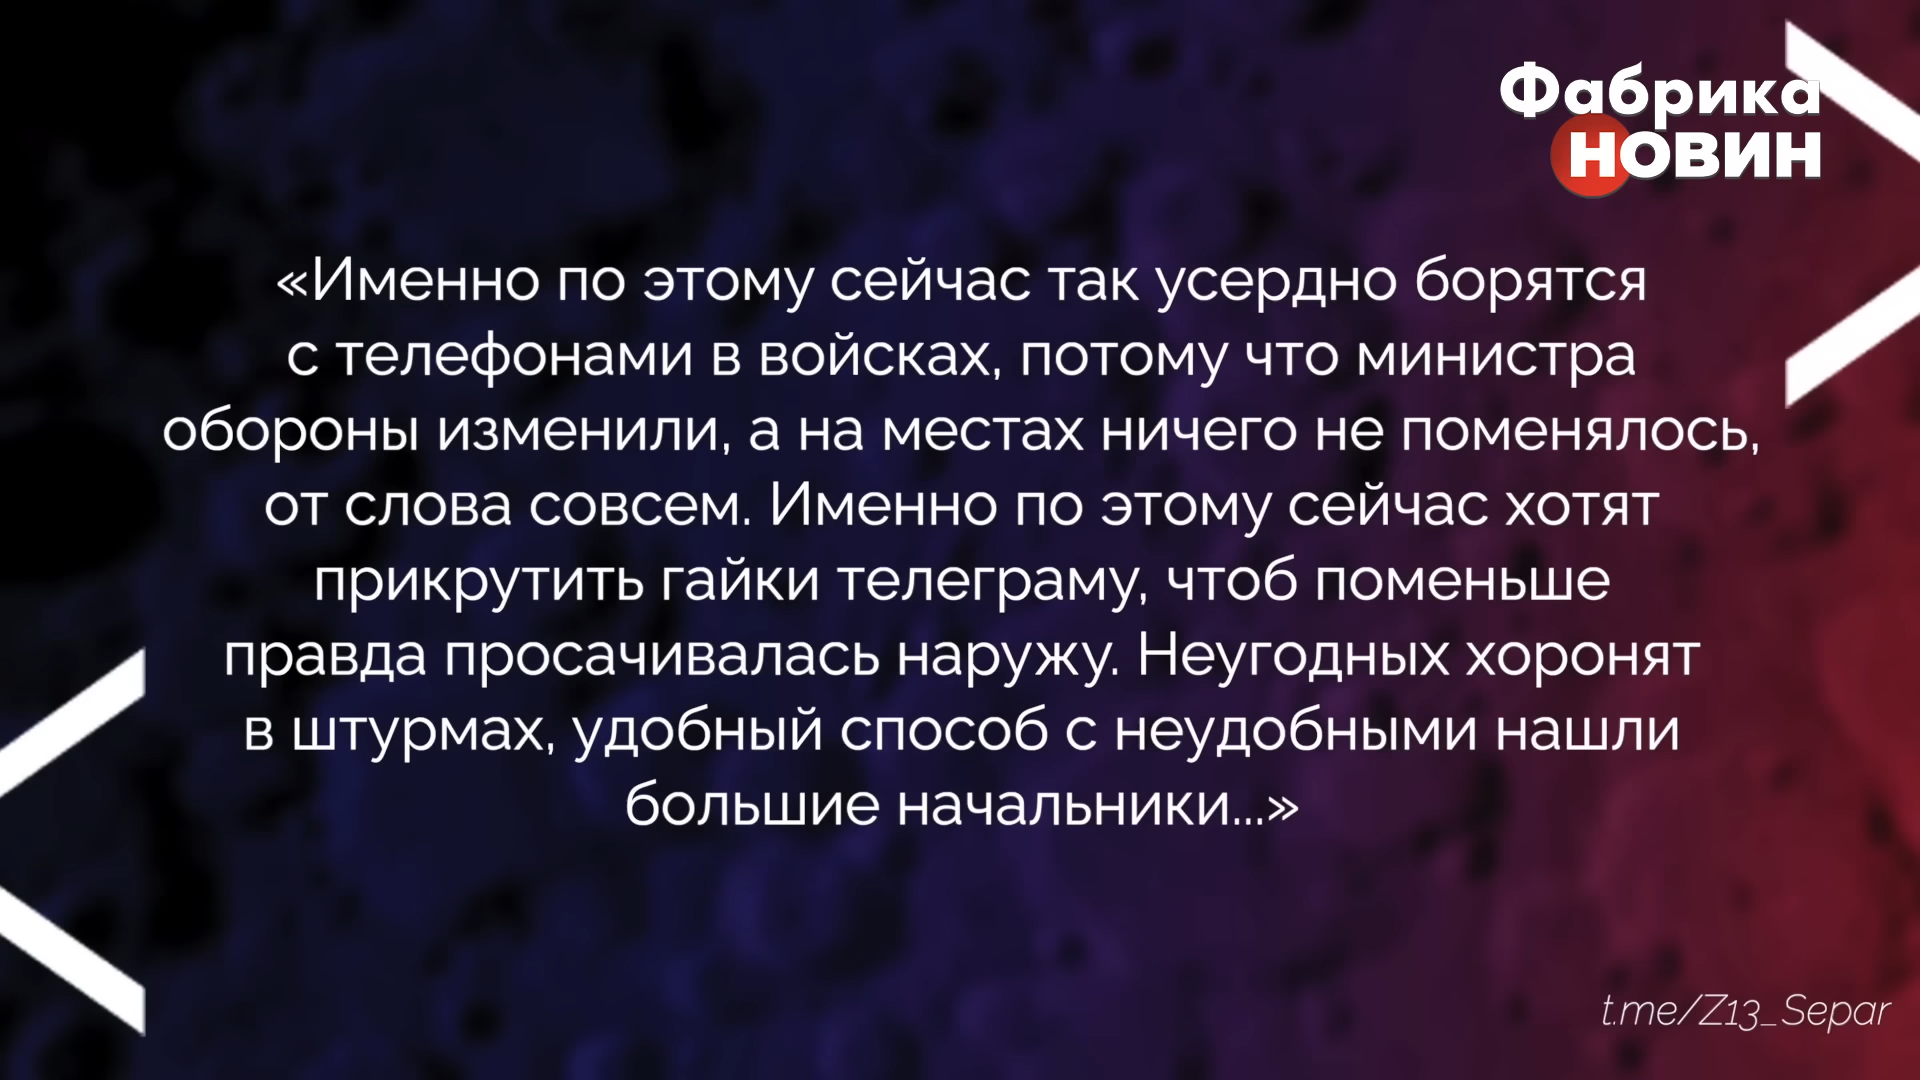 Фабрика
новин
«Именно по этому сейчас так усердно борятся
с телефонами в войсках, потому что министра
обороны изменили, а на местах ничего не поменялось,
от слова совсем. Именно по этому сейчас хотят
прикрутить гайки телеграму, чтоб поменьше
правда просачивалась наружу. Неугодных хоронят
в штурмах, удобный способ с неудобными нашли
большие начальники...»
t.me/Z13_Separ